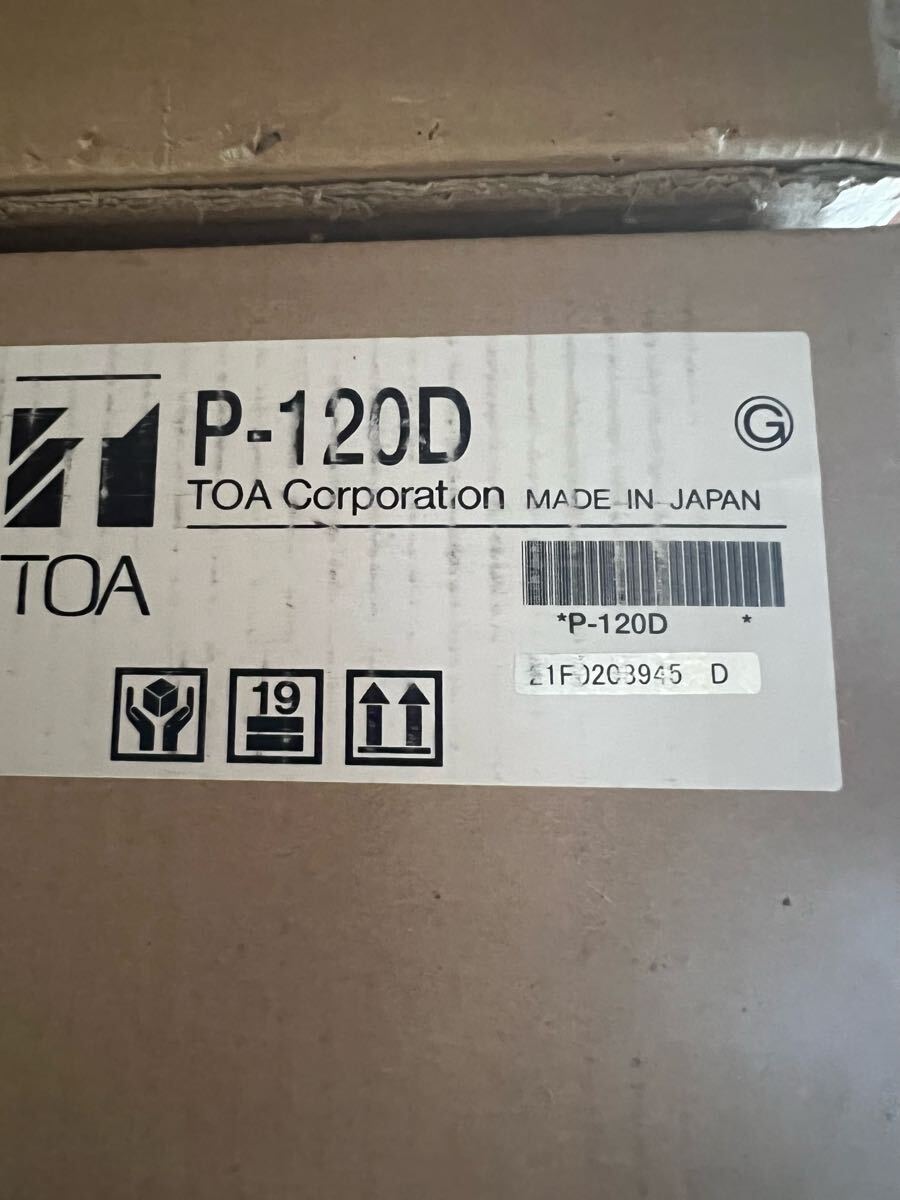 P-120D
G
TOA Corporation MADE IN JAPAN
TOA
*P-120D *
19
D